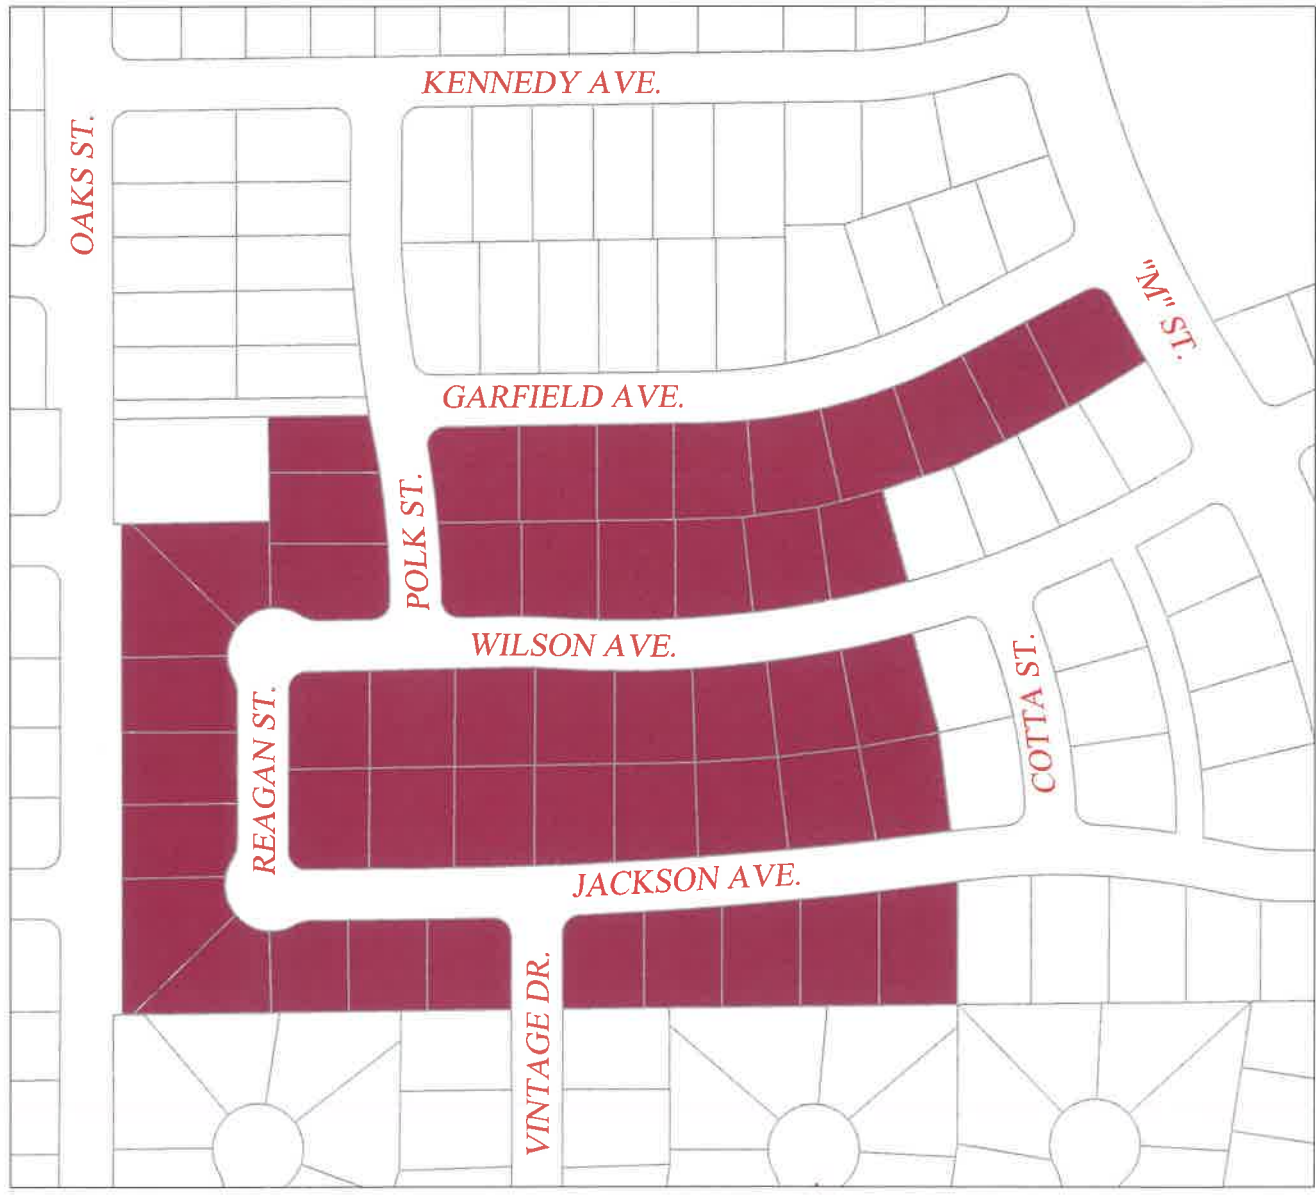 KENNEDY AVE.
OAKS ST.
"M" ST.
GARFIELD AVE.
POLK ST.
WILSON AVE.
COTTA ST.
REAGAN ST.
JACKSON AVE.
VINTAGE DR.